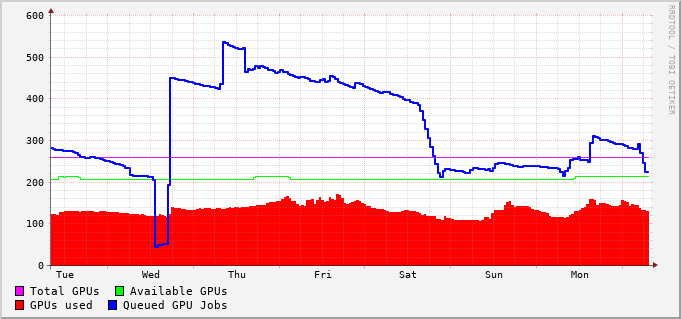 600
500
400
300
200
100
0
Tue Wed Thu Fri Sat Sun Mon
Total GPUs Available GPUs
GPUs used Queued GPU Jobs
RRDTOOL / TOBI OETIKER